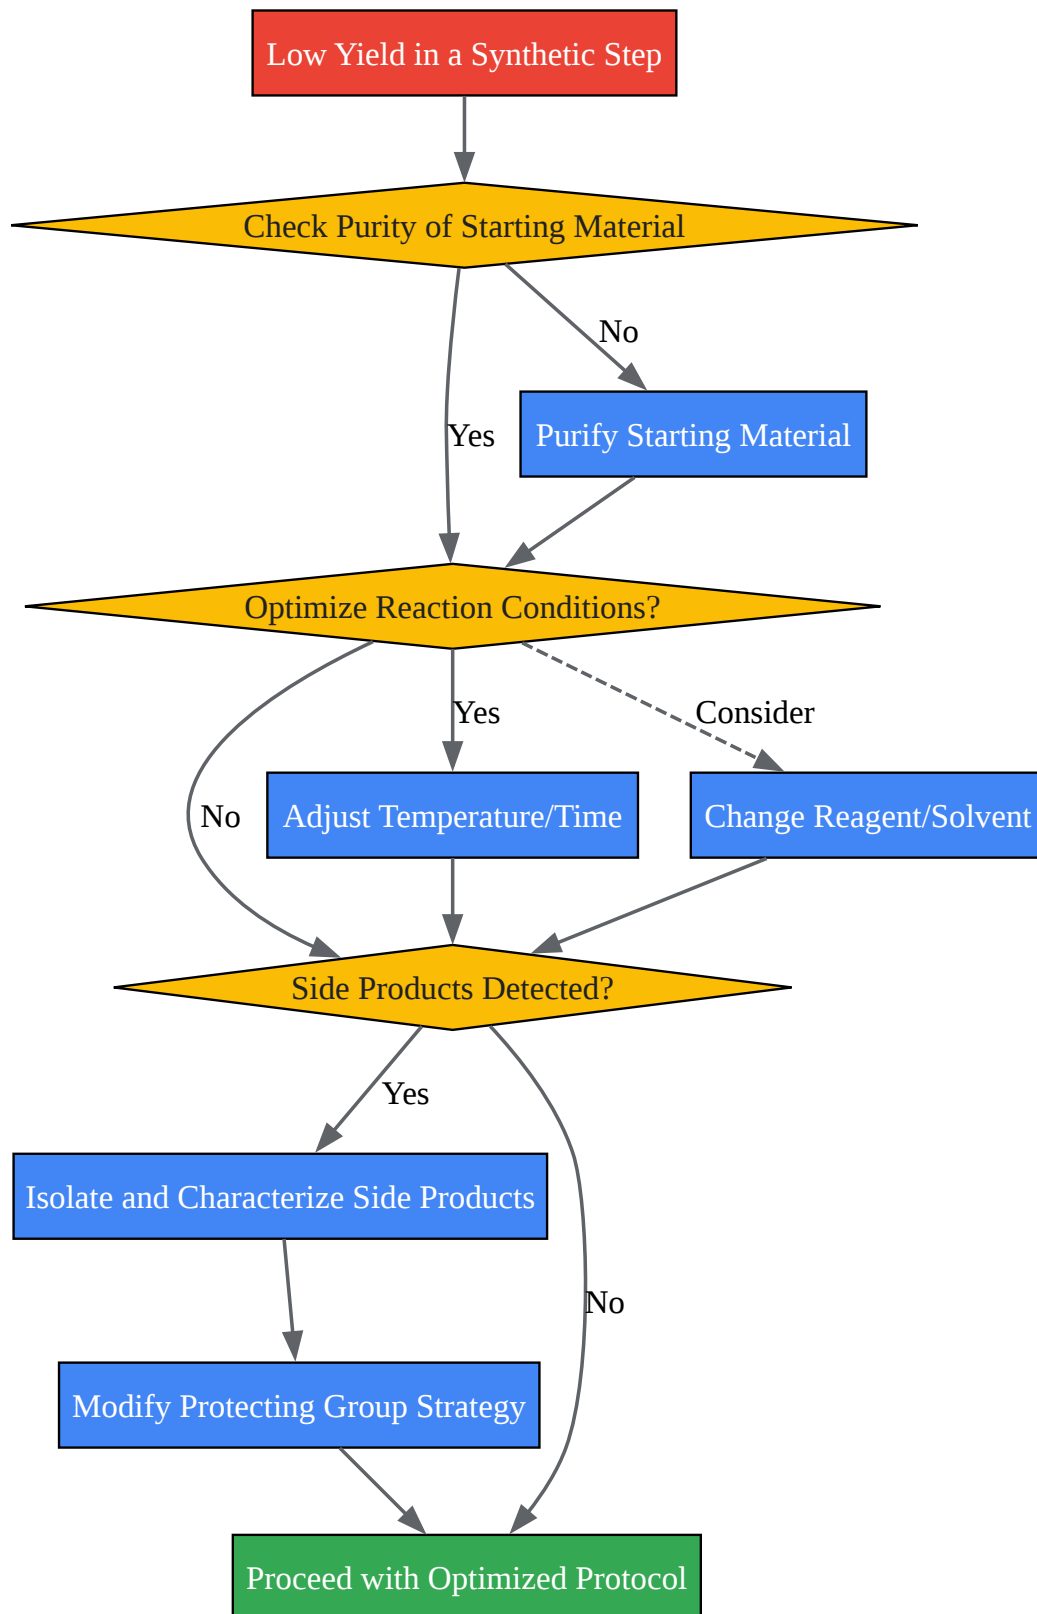 Low Yield in a Synthetic Step
Check Purity of Starting Material
No
Yes
Purify Starting Material
Optimize Reaction Conditions?
Yes
Consider
No
Adjust Temperature/Time
Change Reagent/Solvent
Side Products Detected?
Yes
Isolate and Characterize Side Products
No
Modify Protecting Group Strategy
Proceed with Optimized Protocol